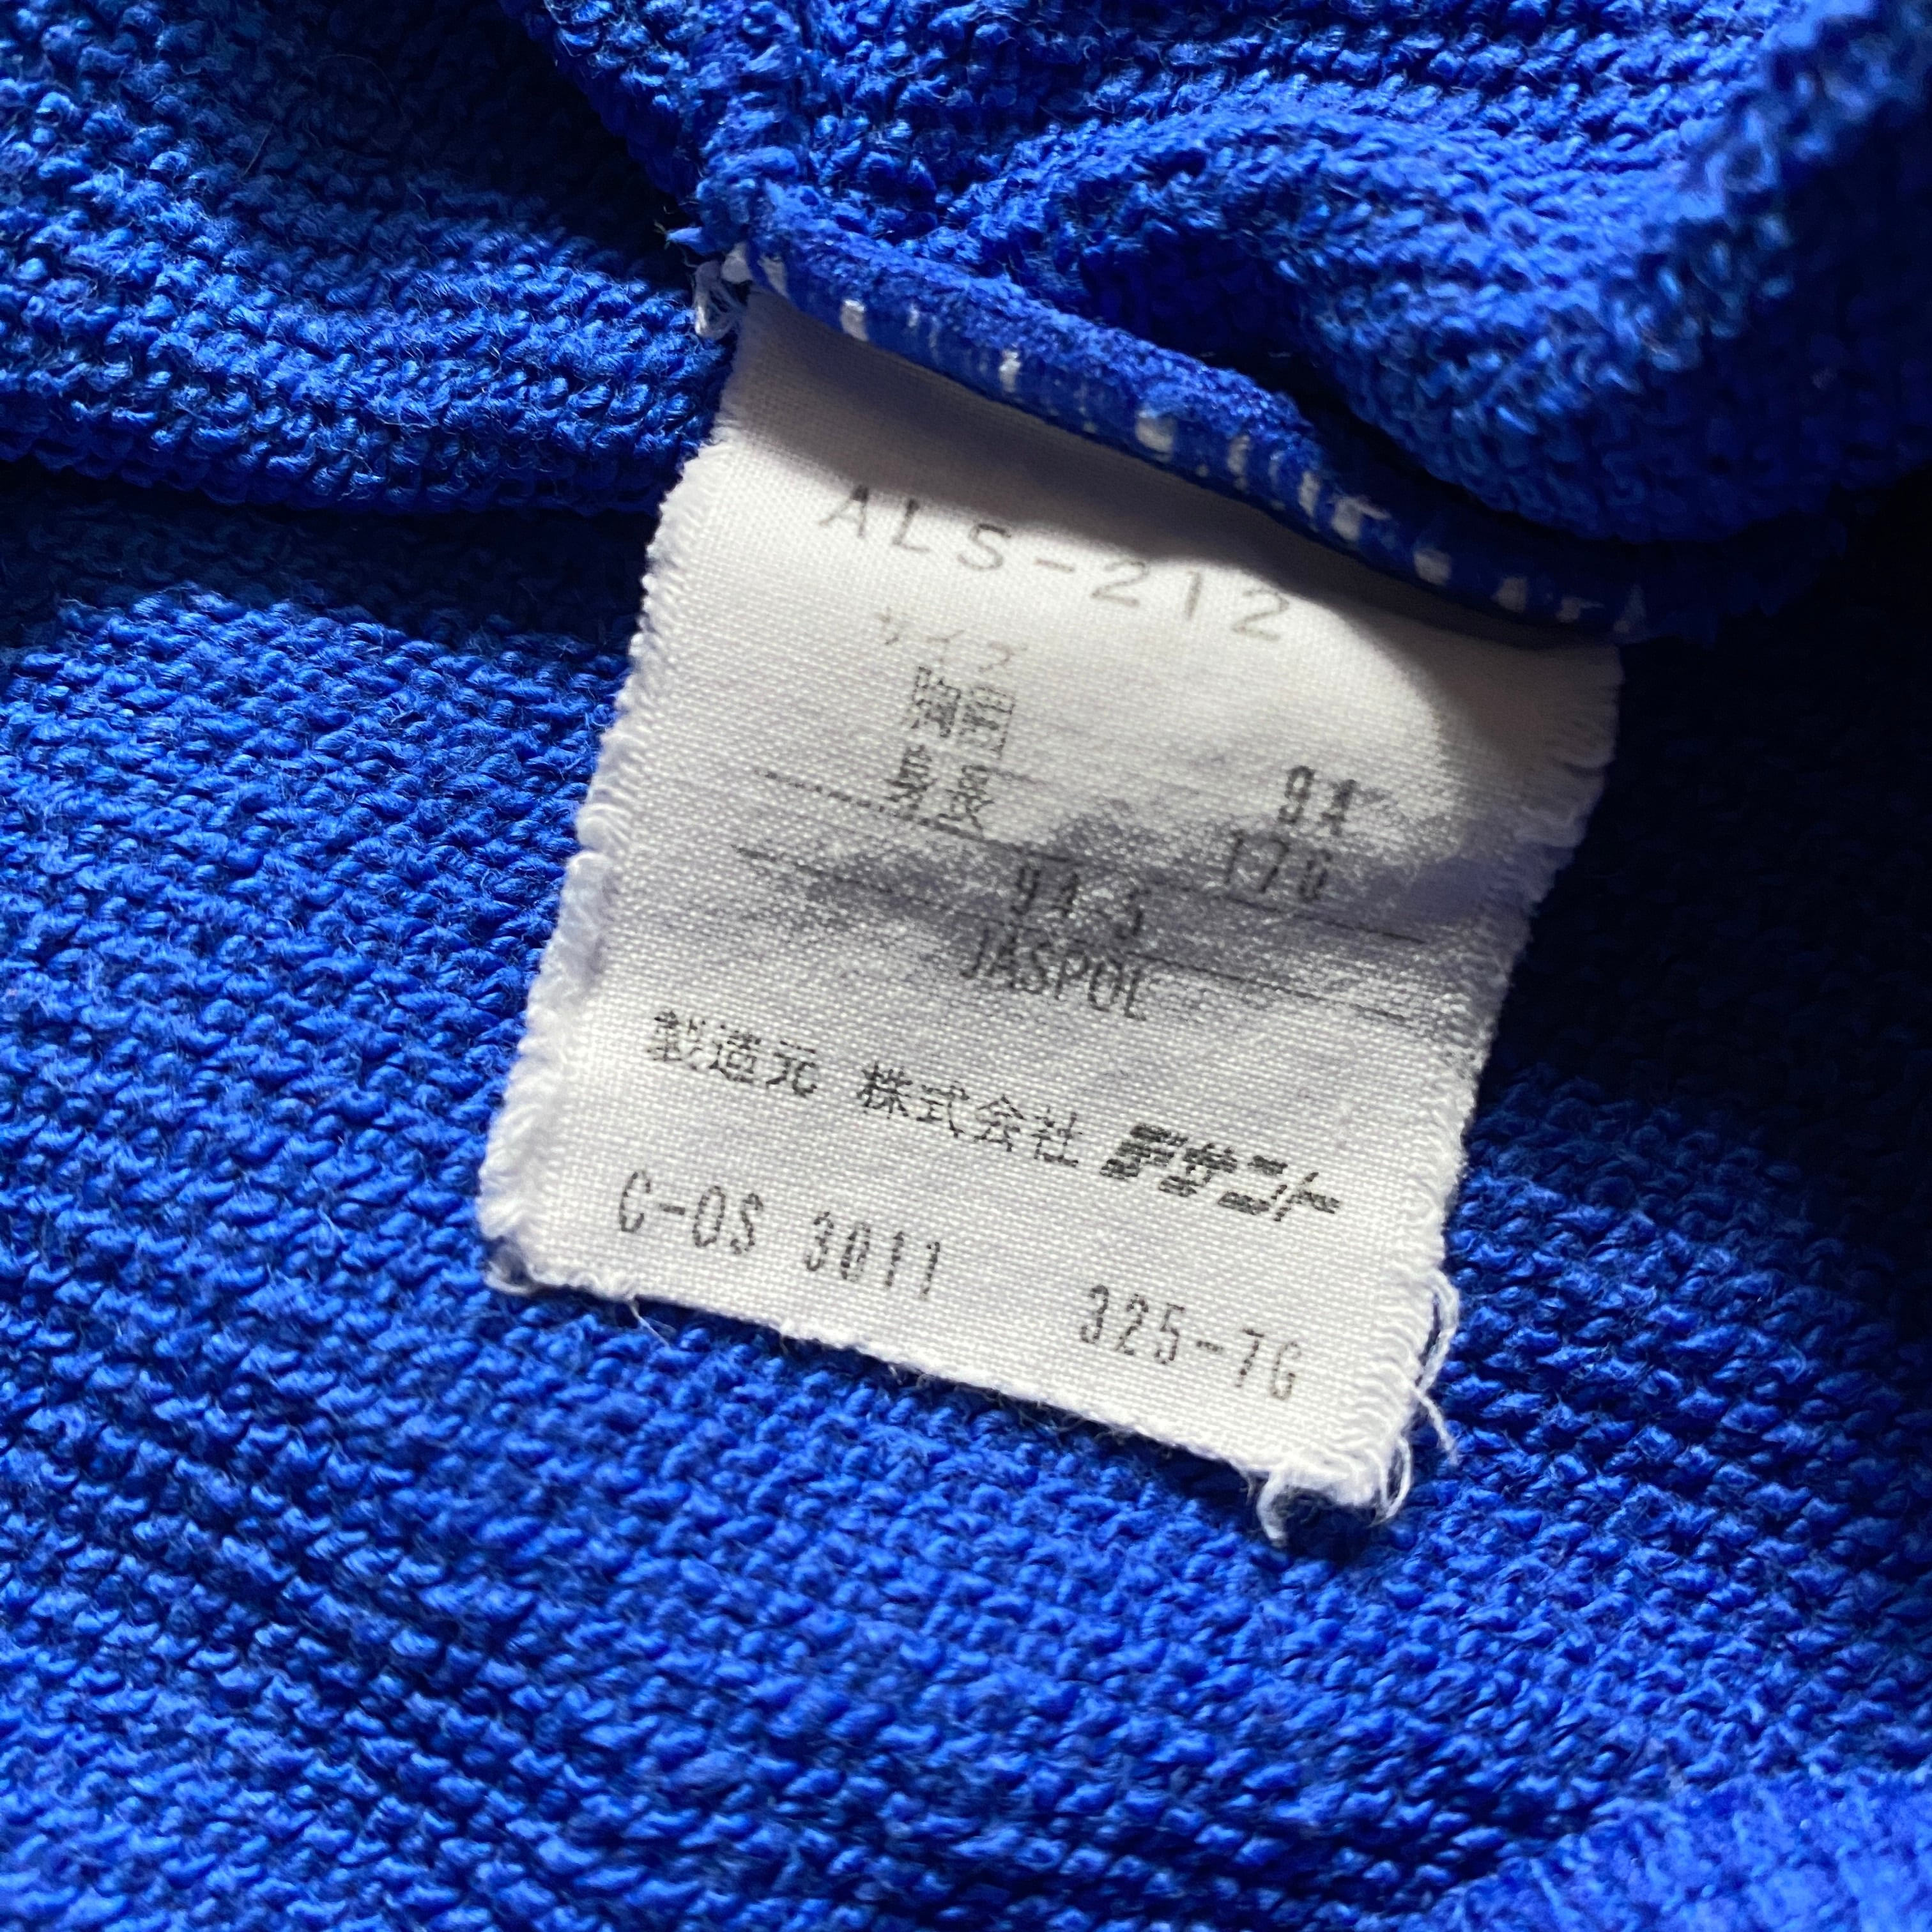 ALS-212
サイズ
胸囲 94
身長 170
94-5
JASPOL
製造元 株式会社 デサント
C-OS 3011 325-7G